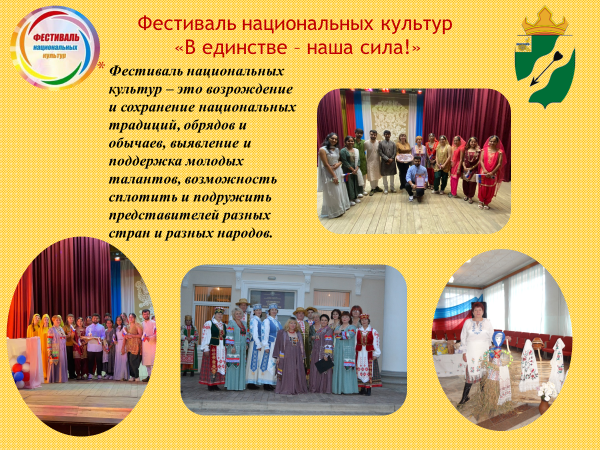 Фестиваль национальных культур
«В единстве – наша сила!»
ФЕСТИВАЛЬ
национальных
культур
* Фестиваль национальных
культур – это возрождение
и сохранение национальных
традиций, обрядов и
обычаев, выявление и
поддержка молодых
талантов, возможность
сплотить и подружить
представителей разных
стран и разных народов.